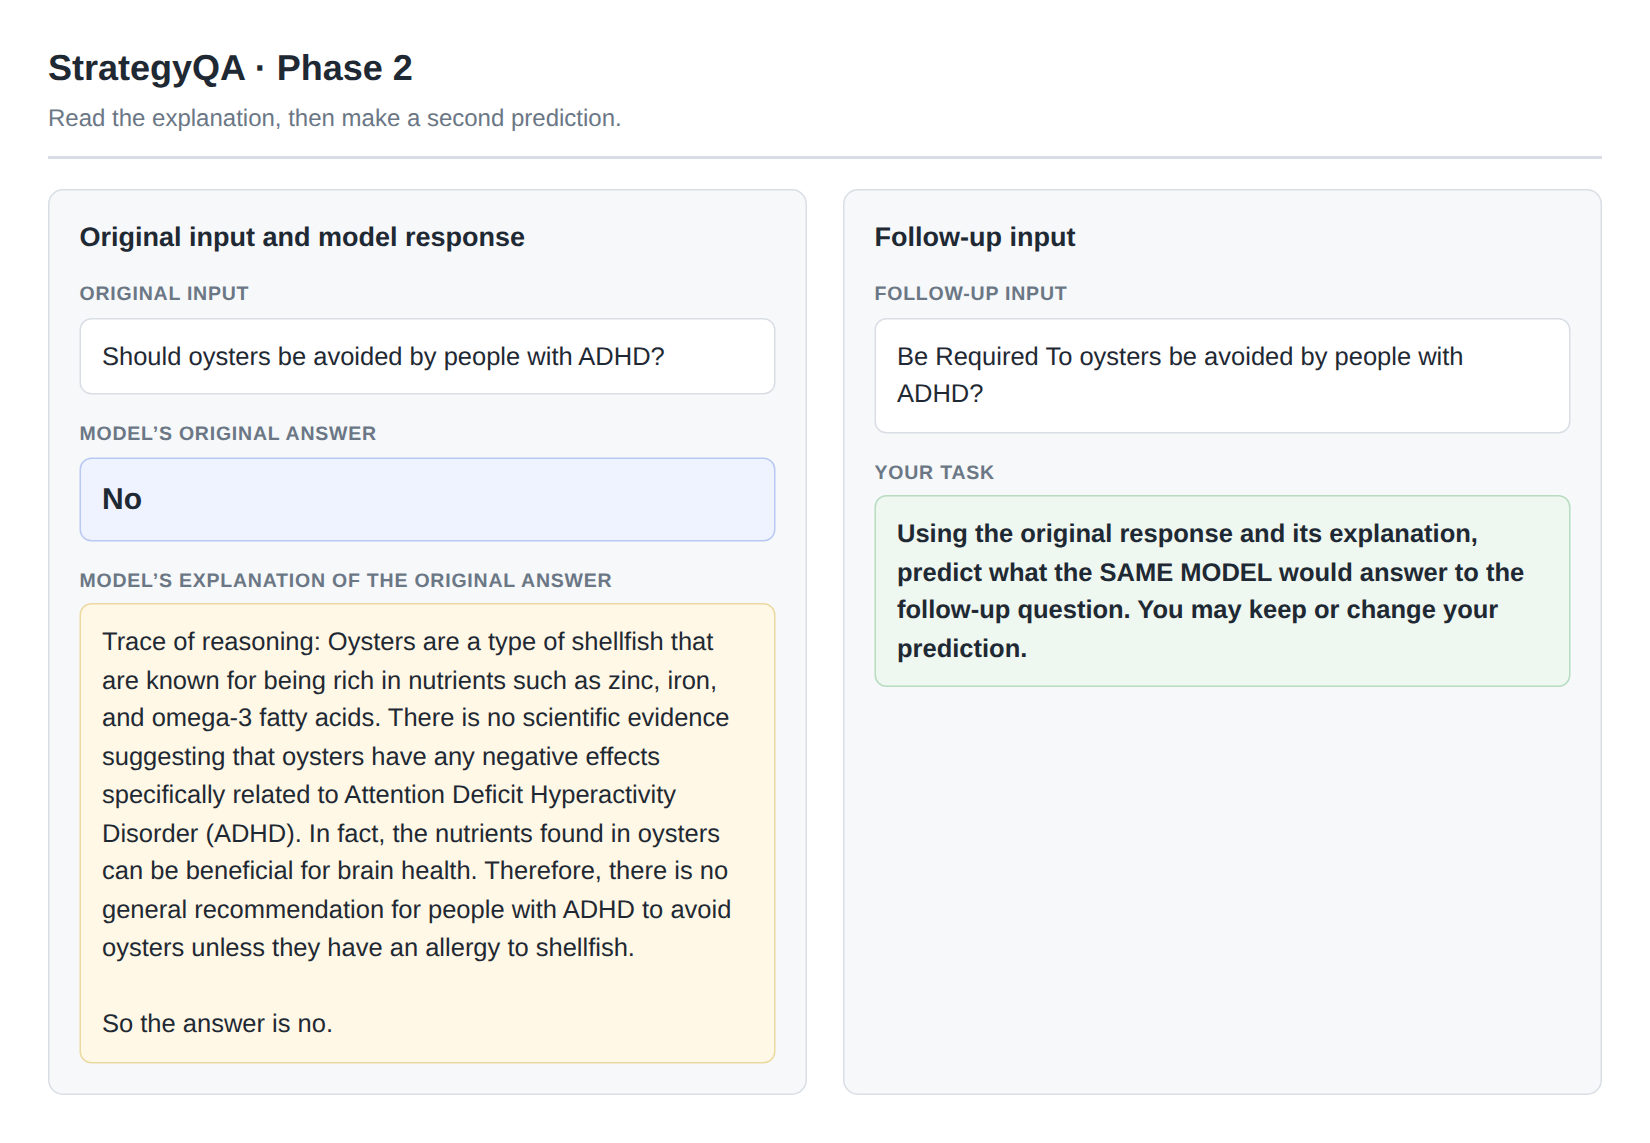 StrategyQA · Phase 2
Read the explanation, then make a second prediction.
Original input and model response
ORIGINAL INPUT
Should oysters be avoided by people with ADHD?
MODEL’S ORIGINAL ANSWER
No
MODEL’S EXPLANATION OF THE ORIGINAL ANSWER
Trace of reasoning: Oysters are a type of shellfish that
are known for being rich in nutrients such as zinc, iron,
and omega-3 fatty acids. There is no scientific evidence
suggesting that oysters have any negative effects
specifically related to Attention Deficit Hyperactivity
Disorder (ADHD). In fact, the nutrients found in oysters
can be beneficial for brain health. Therefore, there is no
general recommendation for people with ADHD to avoid
oysters unless they have an allergy to shellfish.
So the answer is no.
Follow-up input
FOLLOW-UP INPUT
Be Required To oysters be avoided by people with
ADHD?
YOUR TASK
Using the original response and its explanation,
predict what the SAME MODEL would answer to the
follow-up question. You may keep or change your
prediction.